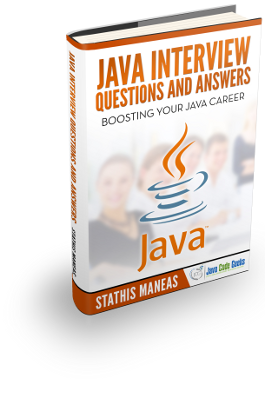 JAVA INTERVIEW
QUESTIONS AND ANSWERS
BOOSTING YOUR JAVA CAREER
Java™
STATHIS MANEAS
Java Code Geeks
JAVA INTERVIEW QUESTIONS AND ANSWERS
STATHIS MANEAS